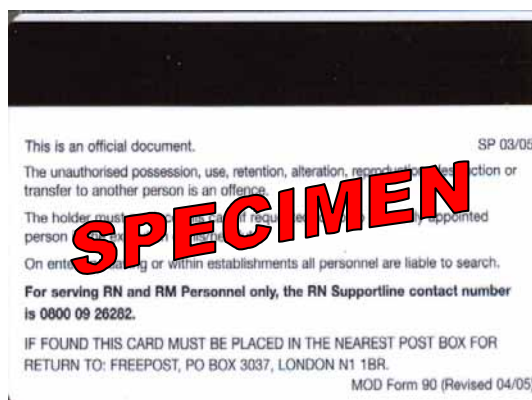 This is an official document. SP 03/05
The unauthorised possession, use, retention, alteration, reproduction, destruction or
transfer to another person is an offence.
The holder must
person
appointed
On entering, leaving or within establishments all personnel are liable to search.
For serving RN and RM Personnel only, the RN Supportline contact number
is 0800 09 26282.
IF FOUND THIS CARD MUST BE PLACED IN THE NEAREST POST BOX FOR
RETURN TO: FREEPOST, PO BOX 3037, LONDON N1 1BR.
MOD Form 90 (Revised 04/05)
SPECIMEN